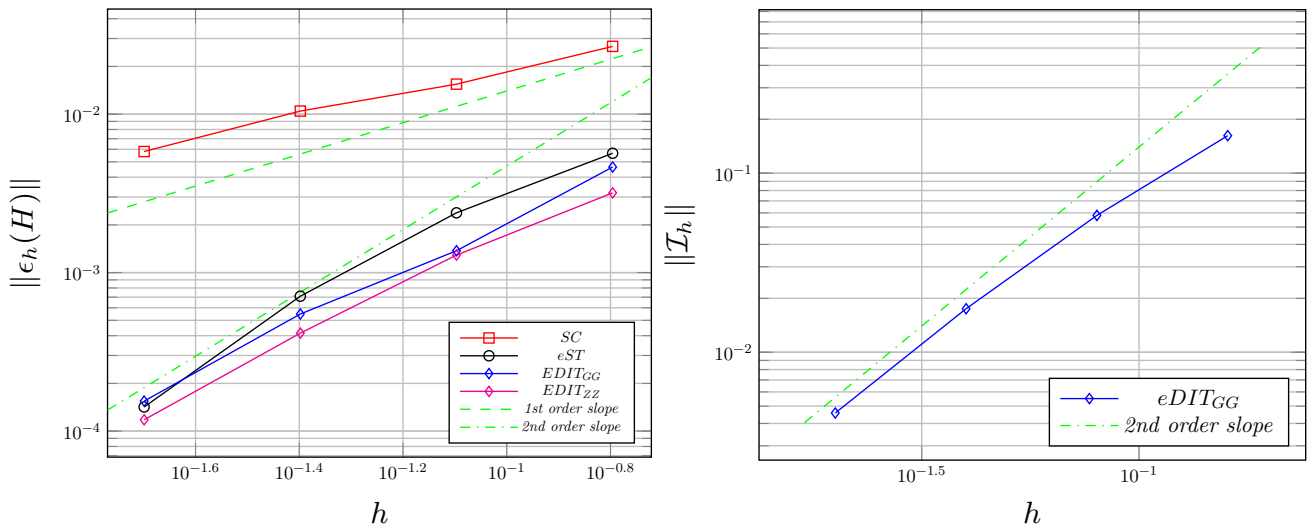 10^{-2}
10^{-3}
10^{-4}
||ϵ_h(H)||
10^{-1.6}
10^{-1.4}
10^{-1.2}
10^{-1}
10^{-0.8}
h
SC
eST
EDIT_{GG}
EDIT_{ZZ}
1st order slope
2nd order slope
10^{-1}
10^{-2}
||𝓘_h||
10^{-1.5}
10^{-1}
h
eDIT_{GG}
2nd order slope